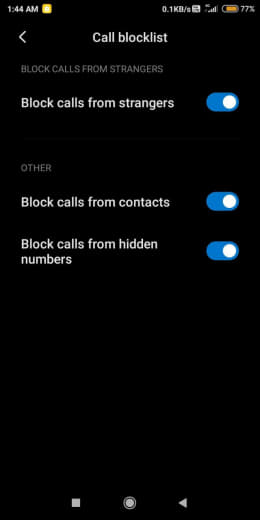 1:44 AM 0.1KB/s 77%
Call blocklist
BLOCK CALLS FROM STRANGERS
Block calls from strangers
OTHER
Block calls from contacts
Block calls from hidden
numbers